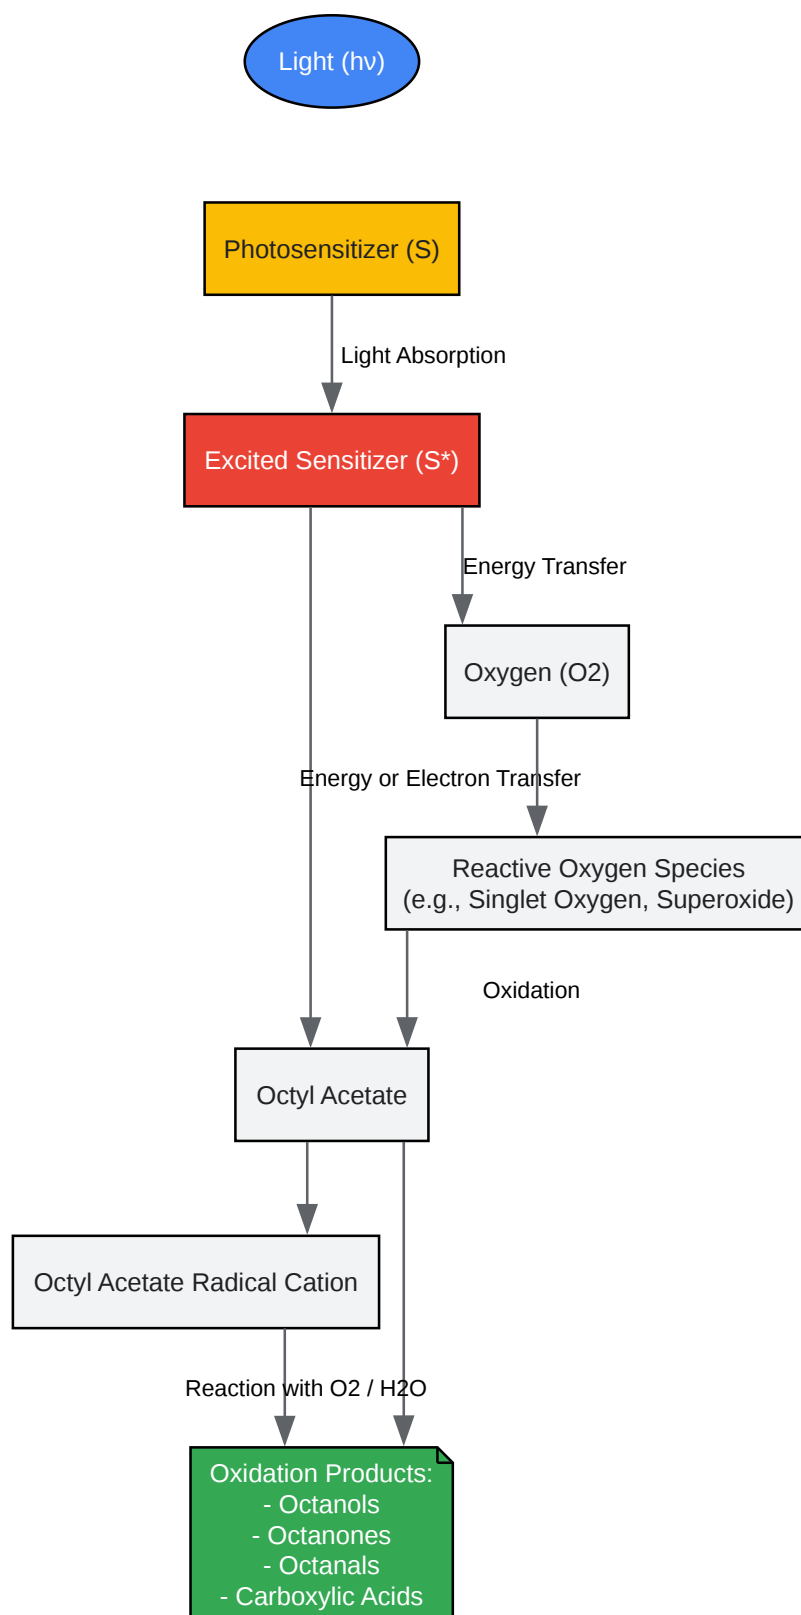 Light (hν)
Photosensitizer (S)
Light Absorption
Excited Sensitizer (S*)
Energy Transfer
Oxygen (O2)
Energy or Electron Transfer
Reactive Oxygen Species
(e.g., Singlet Oxygen, Superoxide)
Oxidation
Octyl Acetate
Octyl Acetate Radical Cation
Reaction with O2 / H2O
Oxidation Products:
- Octanols
- Octanones
- Octanals
- Carboxylic Acids